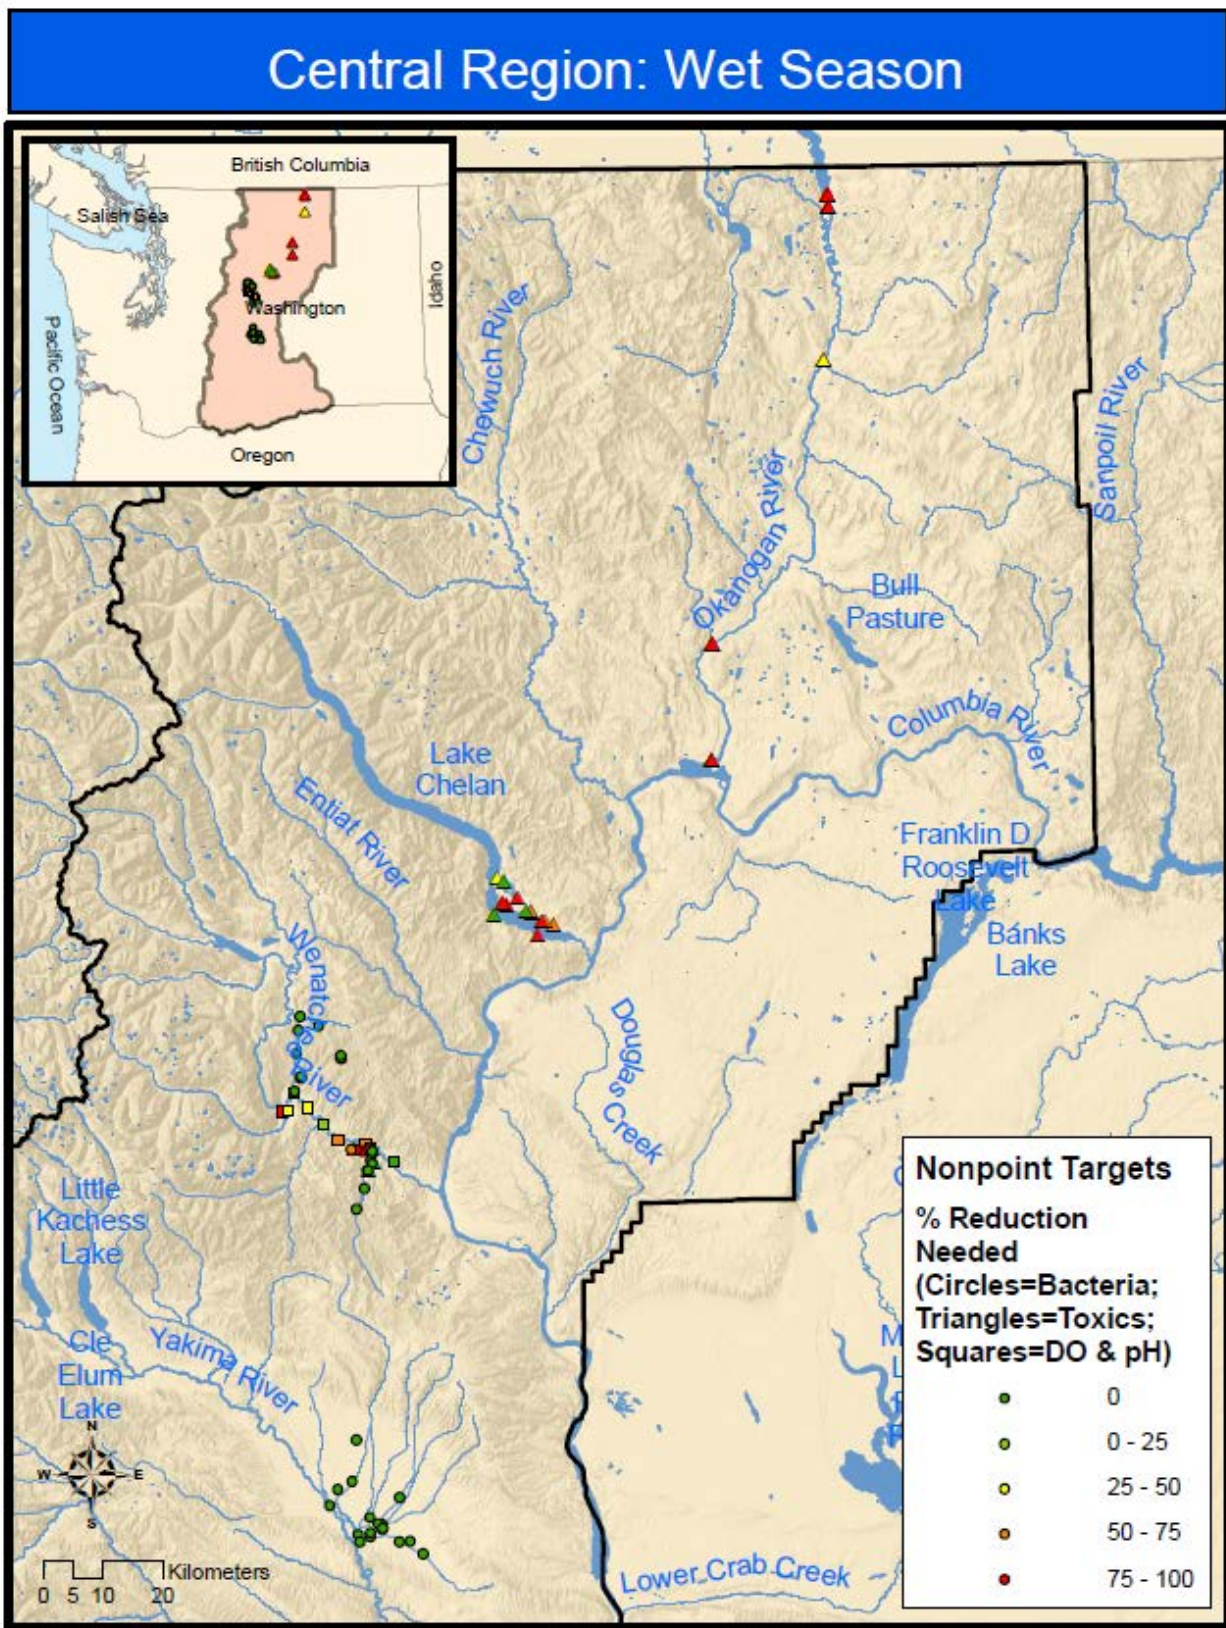 Central Region: Wet Season
British Columbia
Salish Sea
Washington
Idaho
Pacific Ocean
Oregon
Chewuch River
Sanpoil River
Okanogan River
Bull
Pasture
Columbia River
Lake
Chelan
Entiat River
Franklin D
Roosevelt
Lake
Bánks
Lake
Wenatchee River
Douglas Creek
Little
Kachess
Lake
Yakima River
Cle
Elum
Lake
N
W E
S
Kilometers
0 5 10 20
Lower Crab Creek
Nonpoint Targets
% Reduction
Needed
(Circles=Bacteria;
Triangles=Toxics;
Squares=DO & pH)
0
0 - 25
25 - 50
50 - 75
75 - 100